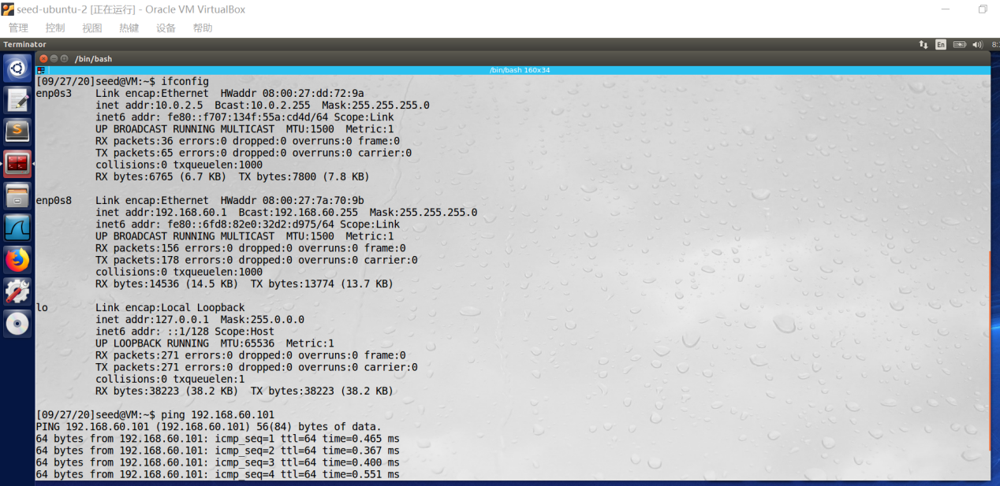 seed-ubuntu-2 [正在运行] - Oracle VM VirtualBox
管理 控制 视图 热键 设备 帮助
Terminator En
/bin/bash
/bin/bash 160x34
[09/27/20]seed@VM:~$ ifconfig
enp0s3    Link encap:Ethernet  HWaddr 08:00:27:dd:72:9a
          inet addr:10.0.2.5  Bcast:10.0.2.255  Mask:255.255.255.0
          inet6 addr: fe80::f707:134f:55a:cd4d/64 Scope:Link
          UP BROADCAST RUNNING MULTICAST  MTU:1500  Metric:1
          RX packets:36 errors:0 dropped:0 overruns:0 frame:0
          TX packets:65 errors:0 dropped:0 overruns:0 carrier:0
          collisions:0 txqueuelen:1000
          RX bytes:6765 (6.7 KB)  TX bytes:7800 (7.8 KB)
enp0s8    Link encap:Ethernet  HWaddr 08:00:27:7a:70:9b
          inet addr:192.168.60.1  Bcast:192.168.60.255  Mask:255.255.255.0
          inet6 addr: fe80::6fd8:82e0:32d2:d975/64 Scope:Link
          UP BROADCAST RUNNING MULTICAST  MTU:1500  Metric:1
          RX packets:156 errors:0 dropped:0 overruns:0 frame:0
          TX packets:178 errors:0 dropped:0 overruns:0 carrier:0
          collisions:0 txqueuelen:1000
          RX bytes:14536 (14.5 KB)  TX bytes:13774 (13.7 KB)
lo        Link encap:Local Loopback
          inet addr:127.0.0.1  Mask:255.0.0.0
          inet6 addr: ::1/128 Scope:Host
          UP LOOPBACK RUNNING  MTU:65536  Metric:1
          RX packets:271 errors:0 dropped:0 overruns:0 frame:0
          TX packets:271 errors:0 dropped:0 overruns:0 carrier:0
          collisions:0 txqueuelen:1
          RX bytes:38223 (38.2 KB)  TX bytes:38223 (38.2 KB)
[09/27/20]seed@VM:~$ ping 192.168.60.101
PING 192.168.60.101 (192.168.60.101) 56(84) bytes of data.
64 bytes from 192.168.60.101: icmp_seq=1 ttl=64 time=0.465 ms
64 bytes from 192.168.60.101: icmp_seq=2 ttl=64 time=0.367 ms
64 bytes from 192.168.60.101: icmp_seq=3 ttl=64 time=0.400 ms
64 bytes from 192.168.60.101: icmp_seq=4 ttl=64 time=0.551 ms